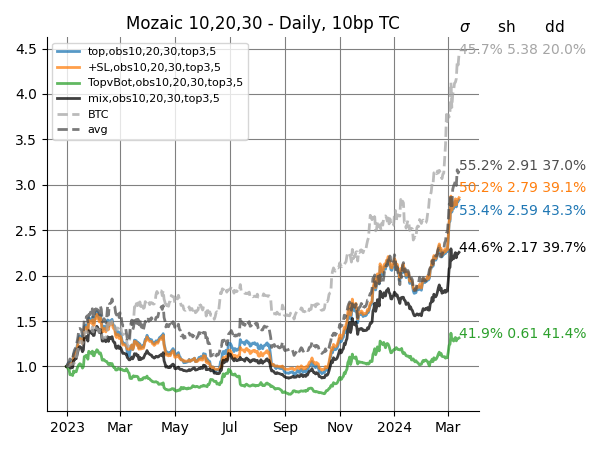 Mozaic 10,20,30 - Daily, 10bp TC
σ sh dd
top,obs10,20,30,top3,5
+SL,obs10,20,30,top3,5
TopvBot,obs10,20,30,top3,5
mix,obs10,20,30,top3,5
BTC
avg
4.5
4.0
3.5
3.0
2.5
2.0
1.5
1.0
45.7% 5.38 20.0%
55.2% 2.91 37.0%
50.2% 2.79 39.1%
53.4% 2.59 43.3%
44.6% 2.17 39.7%
41.9% 0.61 41.4%
2023 Mar May Jul Sep Nov 2024 Mar